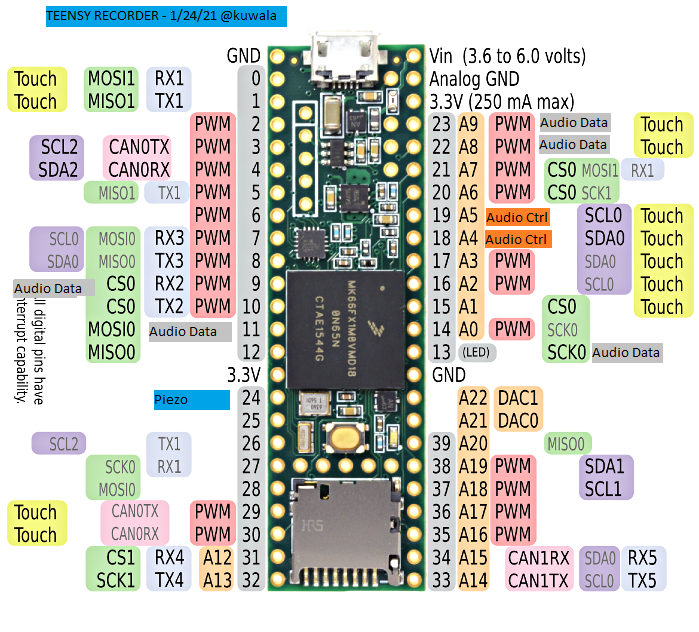 TEENSY RECORDER - 1/24/21 @kuwala
GND Vin (3.6 to 6.0 volts)
Touch MOSI1 RX1 0 Analog GND
Touch MISO1 TX1 1 3.3V (250 mA max)
PWM 2 23 A9 PWM Audio Data Touch
SCL2 CAN0TX PWM 3 22 A8 PWM Audio Data Touch
SDA2 CAN0RX PWM 4 21 A7 PWM CS0 MOSI1 RX1
MISO1 TX1 PWM 5 20 A6 PWM CS0 SCK1
PWM 6 19 A5 Audio Ctrl SCL0 Touch
SCL0 MOSI0 RX3 PWM 7 18 A4 Audio Ctrl SDA0 Touch
SDA0 MISO0 TX3 PWM 8 17 A3 PWM SDA0 Touch
Audio Data CS0 RX2 PWM 9 16 A2 PWM SCL0 Touch
CS0 TX2 PWM 10 15 A1 CS0 Touch
MOSI0 Audio Data 11 14 A0 PWM SCK0
MISO0 12 13 (LED) SCK0 Audio Data
3.3V GND
Piezo 24 A22 DAC1
25 A21 DAC0
SCL2 TX1 26 39 A20 MISO0
SCK0 RX1 27 38 A19 PWM SDA1
MOSI0 28 37 A18 PWM SCL1
Touch CAN0TX PWM 29 36 A17 PWM
Touch CAN0RX PWM 30 35 A16 PWM
CS1 RX4 A12 31 34 A15 CAN1RX SDA0 RX5
SCK1 TX4 A13 32 33 A14 CAN1TX SCL0 TX5
ll digital pins have
terrupt capability.
MK66FX1M0VMD18
0N65N
CTAE1544G
HRS